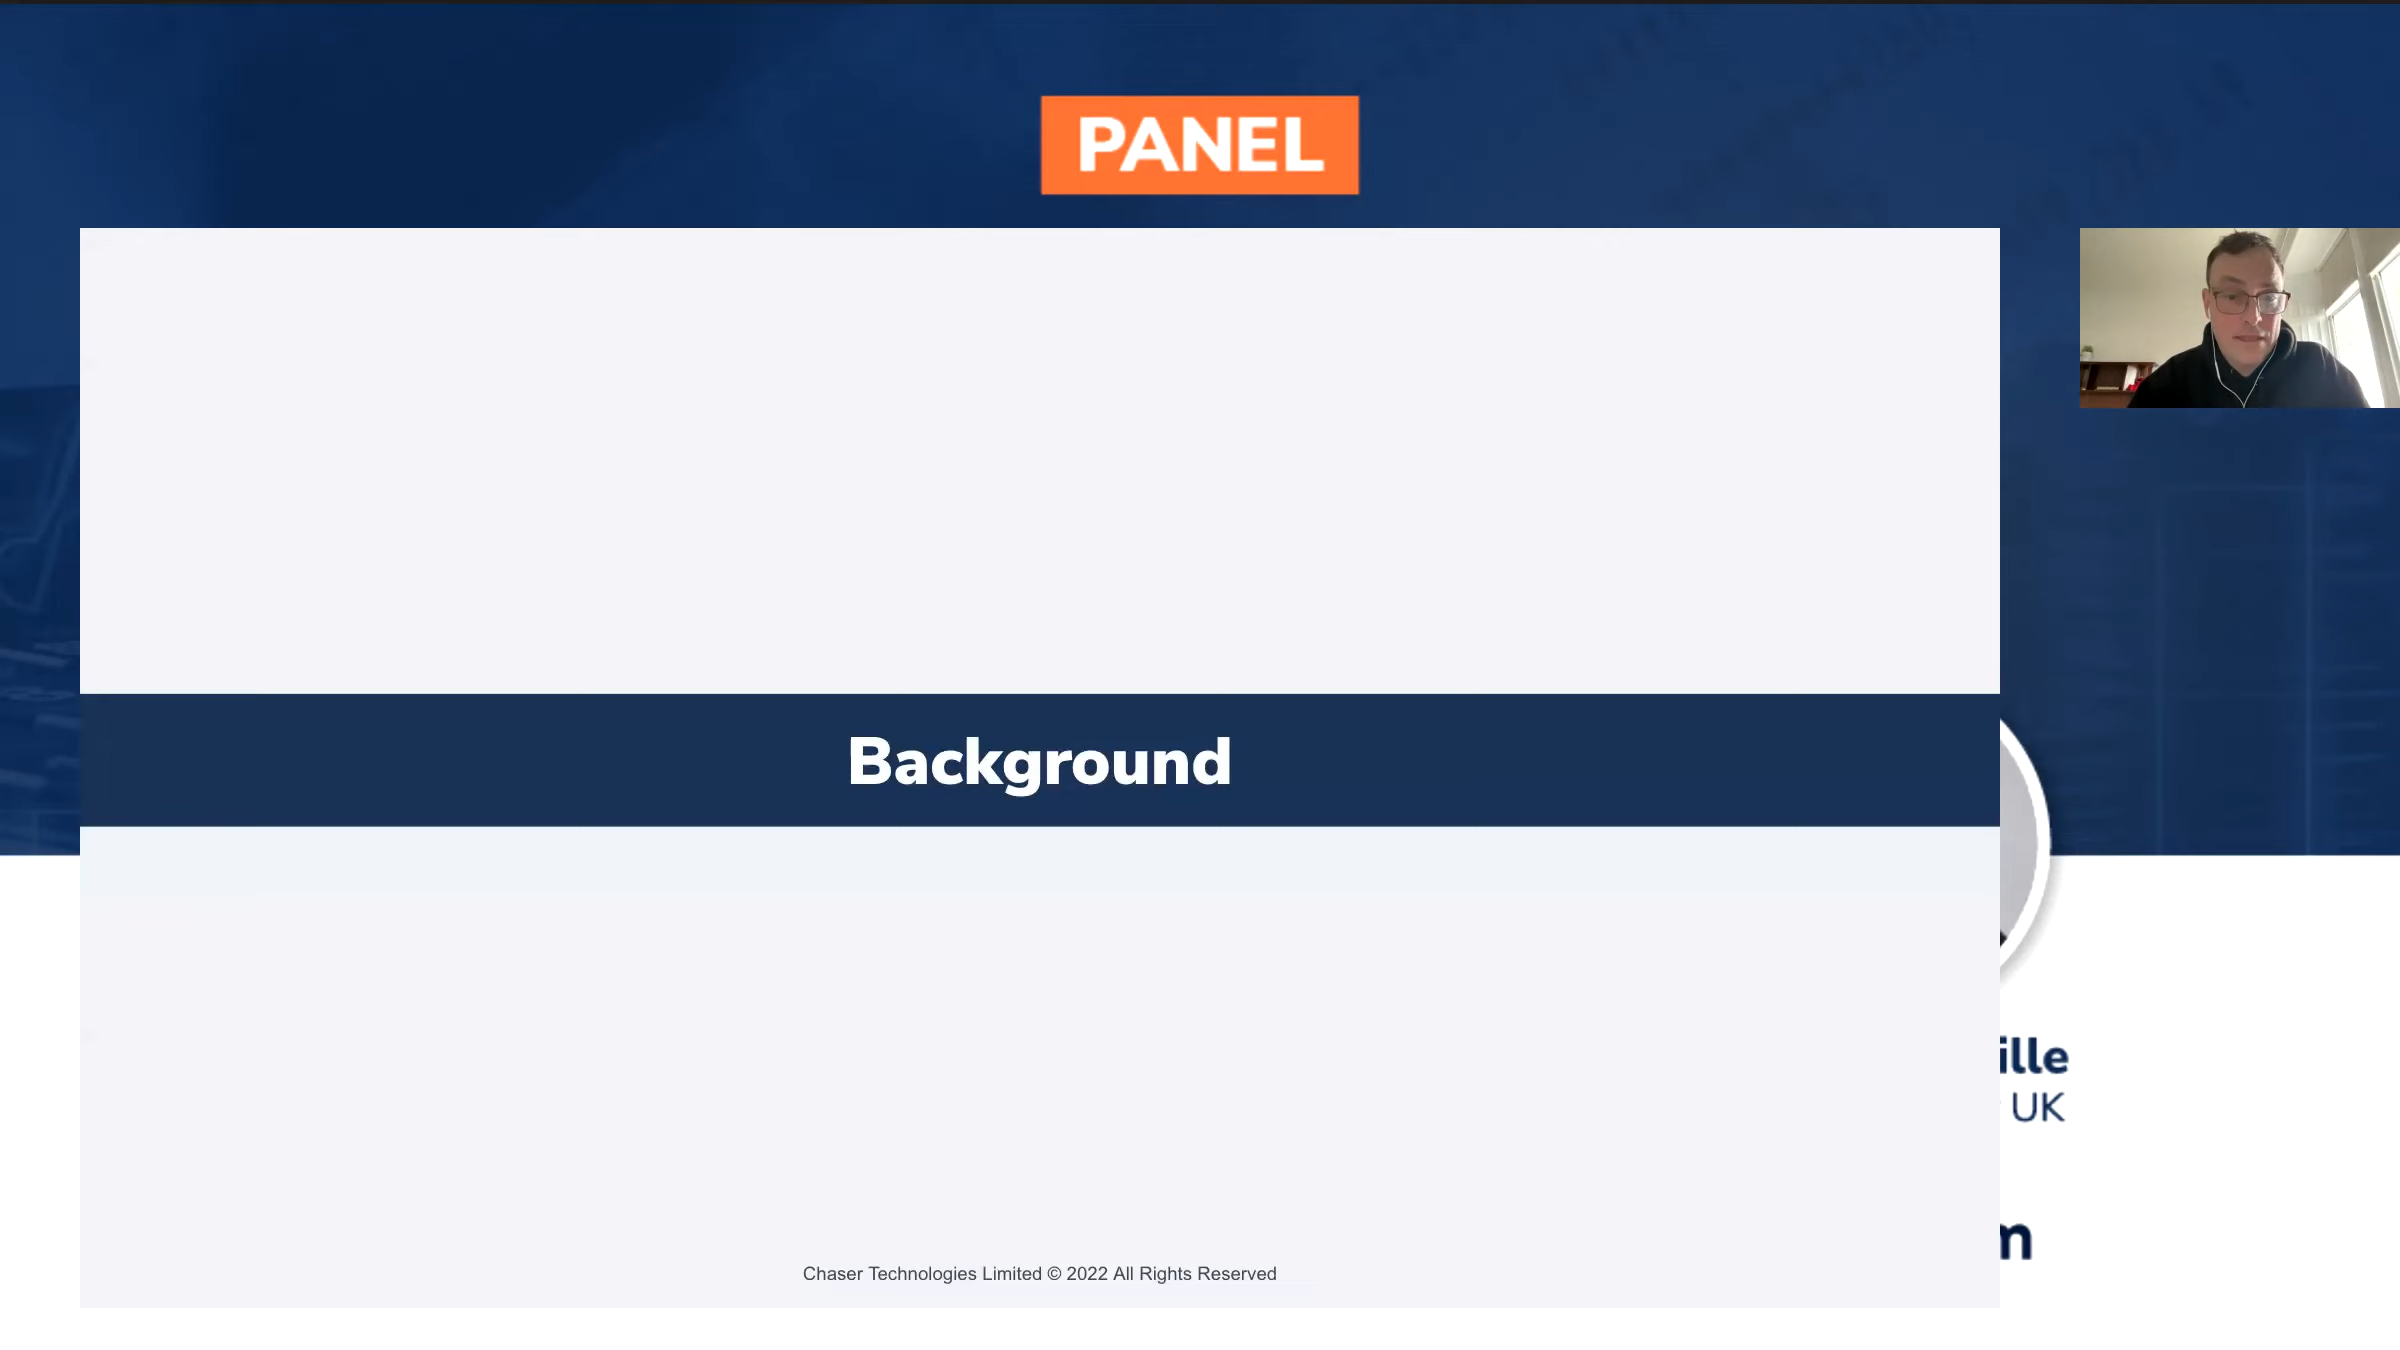 PANEL
Background
ille
UK
m
Chaser Technologies Limited © 2022 All Rights Reserved